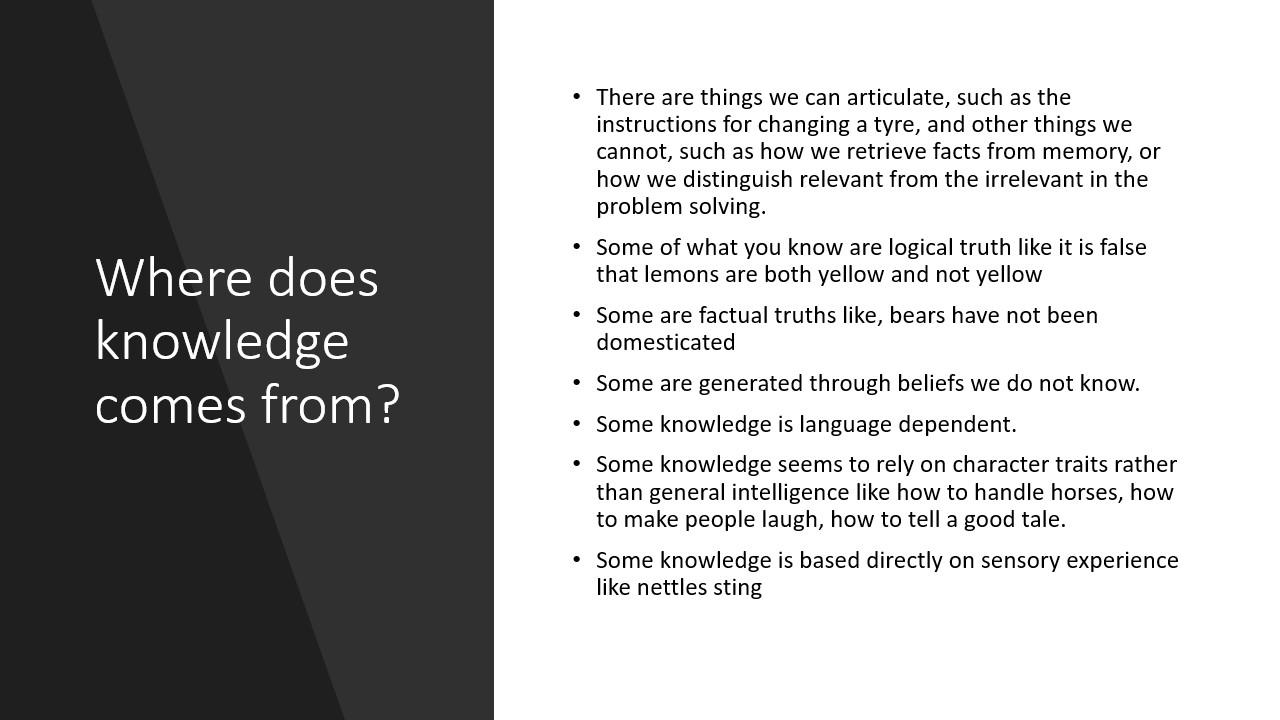 Where does
knowledge
comes from?
• There are things we can articulate, such as the
instructions for changing a tyre, and other things we
cannot, such as how we retrieve facts from memory, or
how we distinguish relevant from the irrelevant in the
problem solving.
• Some of what you know are logical truth like it is false
that lemons are both yellow and not yellow
• Some are factual truths like, bears have not been
domesticated
• Some are generated through beliefs we do not know.
• Some knowledge is language dependent.
• Some knowledge seems to rely on character traits rather
than general intelligence like how to handle horses, how
to make people laugh, how to tell a good tale.
• Some knowledge is based directly on sensory experience
like nettles sting